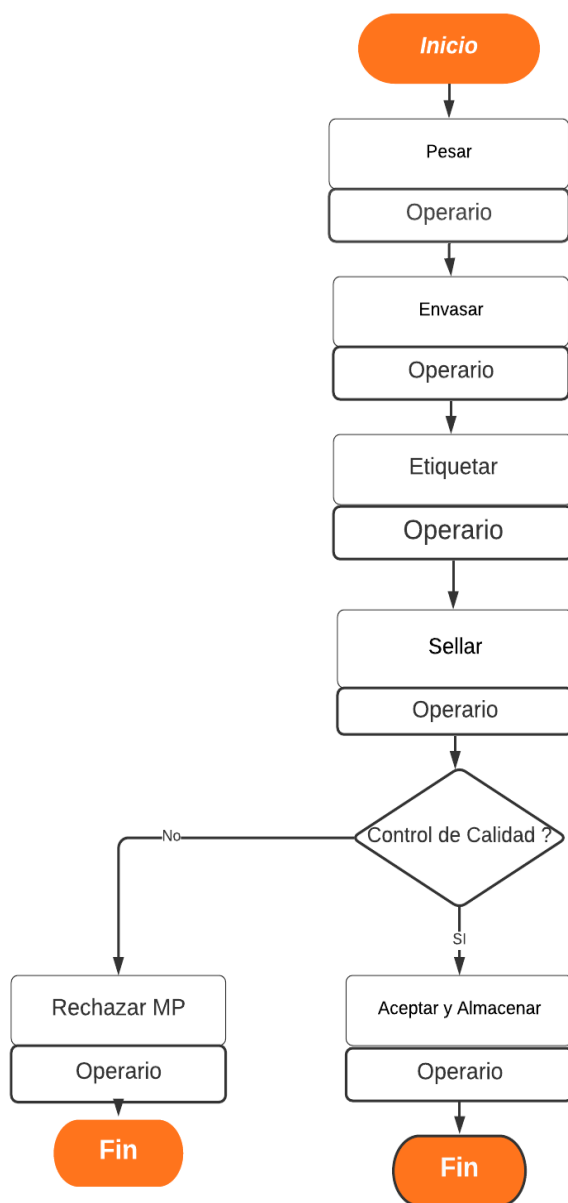 Inicio
Pesar
Operario
Envasar
Operario
Etiquetar
Operario
Sellar
Operario
Control de Calidad ?
No
SI
Rechazar MP
Operario
Fin
Aceptar y Almacenar
Operario
Fin